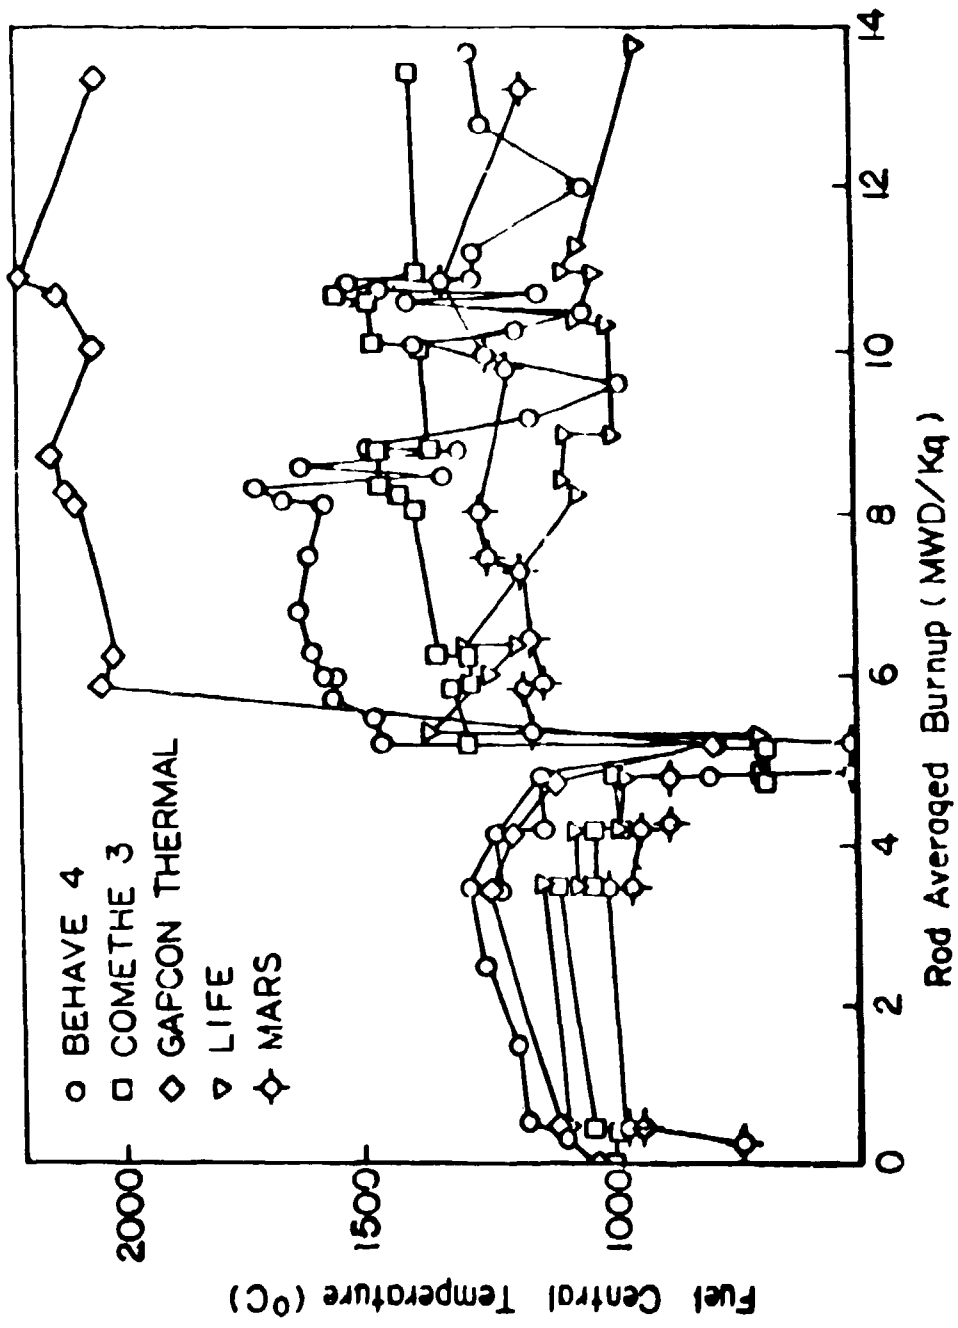 ○ BEHAVE 4
□ COMETHE 3
◇ GAPCON THERMAL
▽ LIFE
MARS
Fuel Central Temperature (°C)
2000
1500
1000
0
2
4
6
8
10
12
14
Rod Averaged Burnup (MWD/Kg)